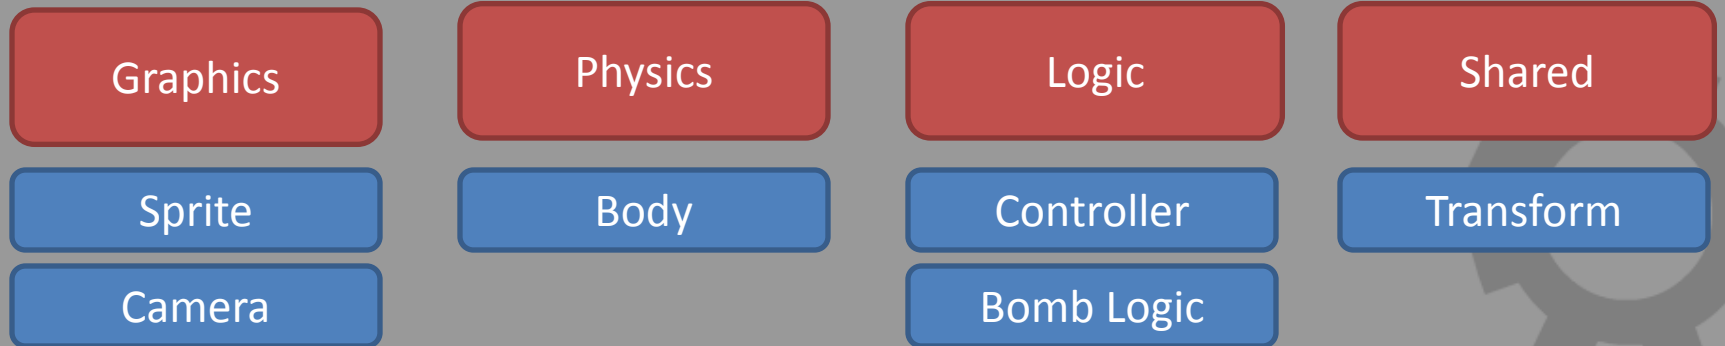 Graphics
Physics
Logic
Shared
Sprite
Body
Controller
Transform
Camera
Bomb Logic